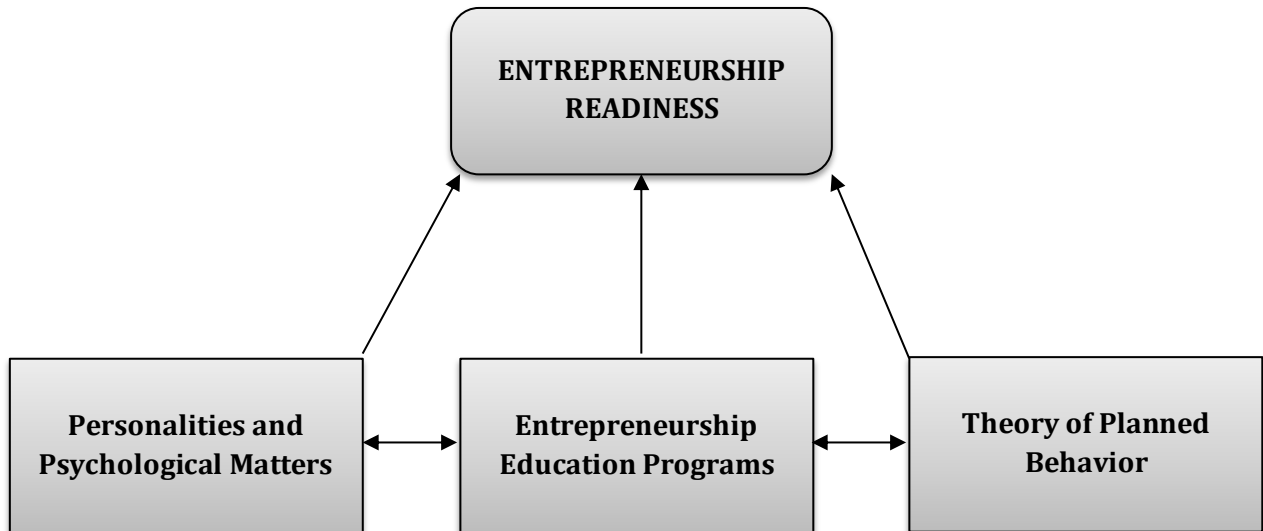 ENTREPRENEURSHIP
READINESS
Personalities and
Psychological Matters
Entrepreneurship
Education Programs
Theory of Planned
Behavior